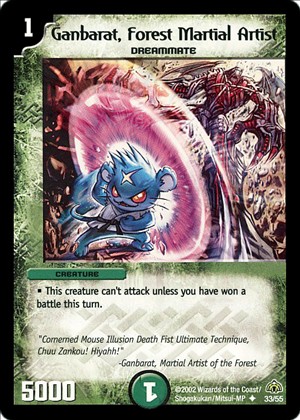 1
Ganbarat, Forest Martial Artist
DREAMMATE
CREATURE
▪ This creature can't attack unless you have won a
battle this turn.
"Cornerned Mouse Illusion Death Fist Ultimate Technique,
Chuu Zankou! Hiyahh!"
-Ganbarat, Martial Artist of the Forest
5000
1
©2002 Wizards of the Coast/
Shogakukan/Mitsui-MP ♦ 33/55